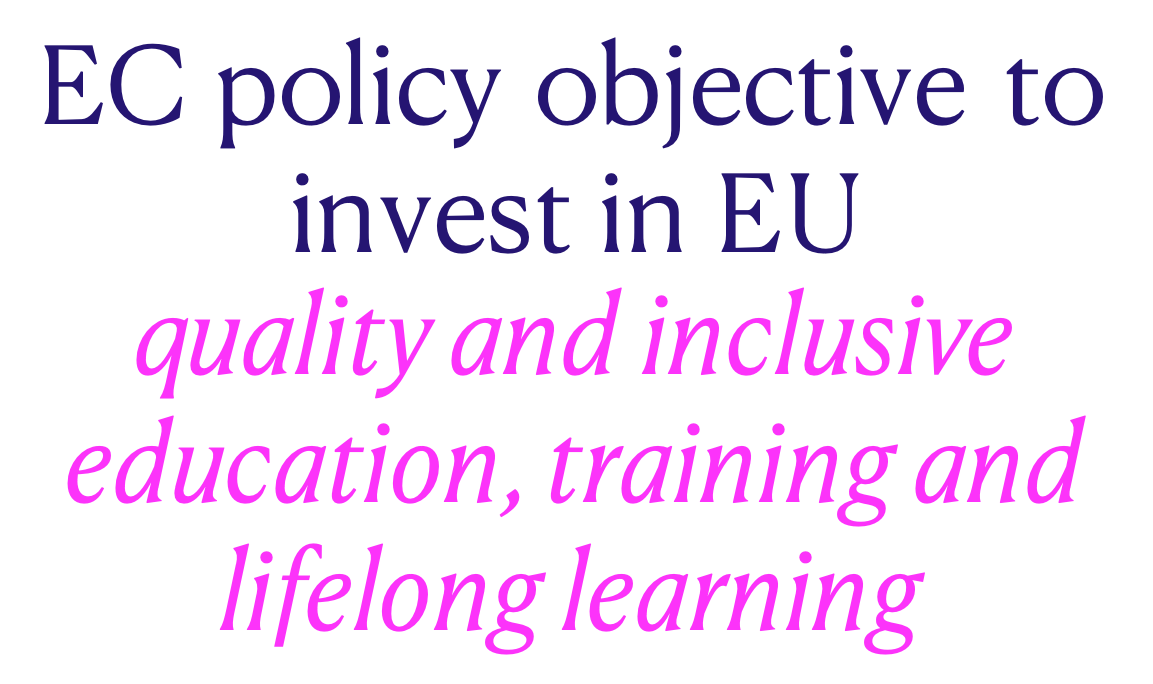 EC policy objective to
invest in EU
quality and inclusive
education, training and
lifelong learning